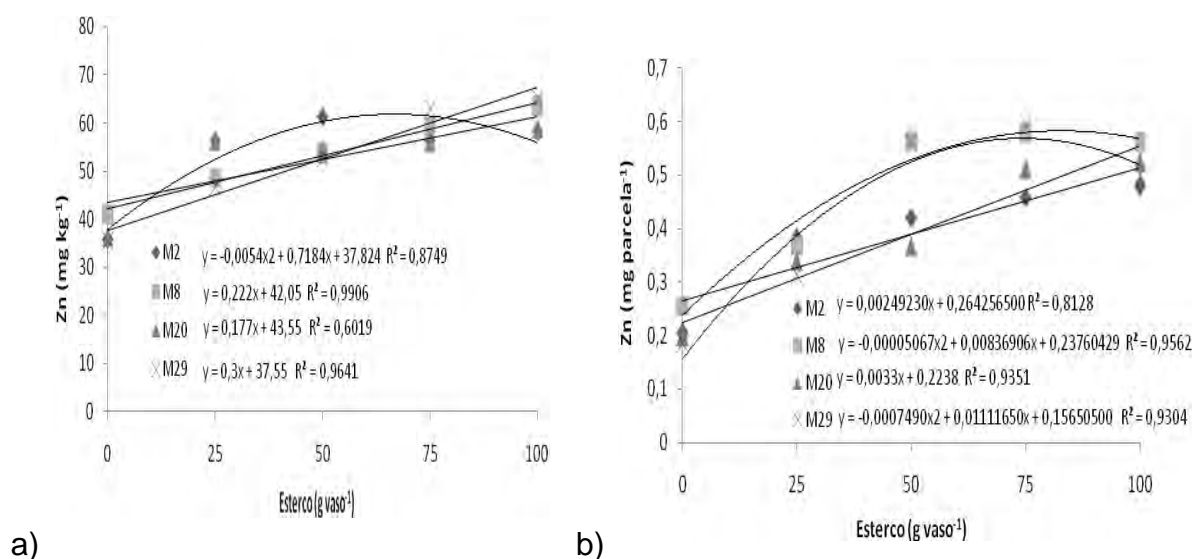 80
70
60
50
40
30
20
10
0
Zn (mg kg-1)
M2 y = -0,0054x2 + 0,7184x + 37,824 R² = 0,8749
M8 y = 0,222x + 42,05 R² = 0,9906
M20 y = 0,177x + 43,55 R² = 0,6019
M29 y = 0,3x + 37,55 R² = 0,9641
0 25 50 75 100
Esterco (g vaso-1)
a)
0,7
0,6
0,5
0,4
0,3
0,2
0,1
0
Zn (mg parcela-1)
M2 y = 0,00249230x + 0,264256500 R² = 0,8128
M8 y = -0,00005067x2 + 0,00836906x + 0,23760429 R² = 0,9562
M20 y = 0,0033x + 0,2238 R² = 0,9351
M29 y = -0,0007490x2 + 0,01111650x + 0,15650500 R² = 0,9304
0 25 50 75 100
Esterco (g vaso-1)
b)